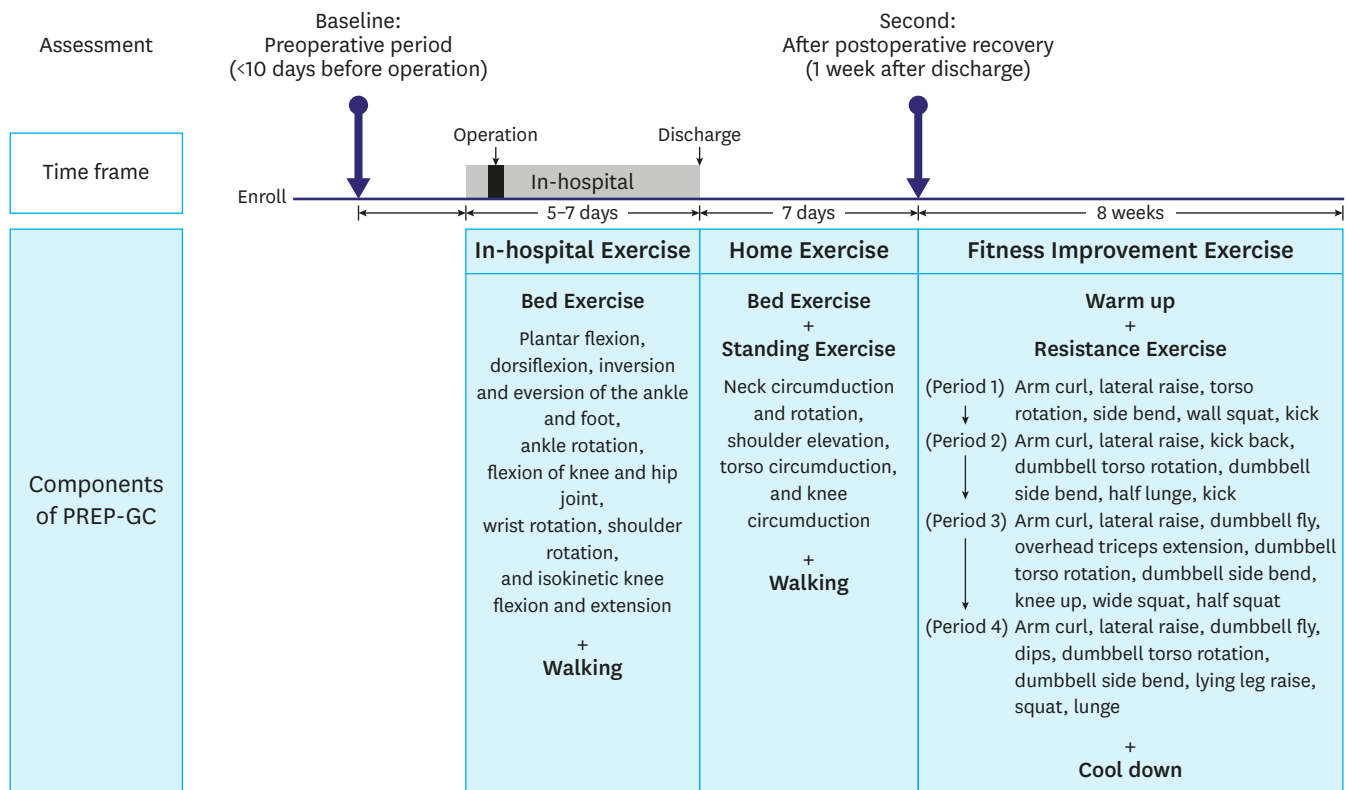 Assessment
Baseline:
Preoperative period
(<10 days before operation)
Second:
After postoperative recovery
(1 week after discharge)
Time frame
Enroll
Operation
Discharge
In-hospital
5–7 days
7 days
8 weeks
Components
of PREP-GC
In-hospital Exercise
Bed Exercise
Plantar flexion,
dorsiflexion, inversion
and eversion of the ankle
and foot,
ankle rotation,
flexion of knee and hip
joint,
wrist rotation, shoulder
rotation,
and isokinetic knee
flexion and extension
+
Walking
Home Exercise
Bed Exercise
+
Standing Exercise
Neck circumduction
and rotation,
shoulder elevation,
torso circumduction,
and knee
circumduction
+
Walking
Fitness Improvement Exercise
Warm up
+
Resistance Exercise
(Period 1) Arm curl, lateral raise, torso
rotation, side bend, wall squat, kick
(Period 2) Arm curl, lateral raise, kick back,
dumbbell torso rotation, dumbbell
side bend, half lunge, kick
(Period 3) Arm curl, lateral raise, dumbbell fly,
overhead triceps extension, dumbbell
torso rotation, dumbbell side bend,
knee up, wide squat, half squat
(Period 4) Arm curl, lateral raise, dumbbell fly,
dips, dumbbell torso rotation,
dumbbell side bend, lying leg raise,
squat, lunge
+
Cool down